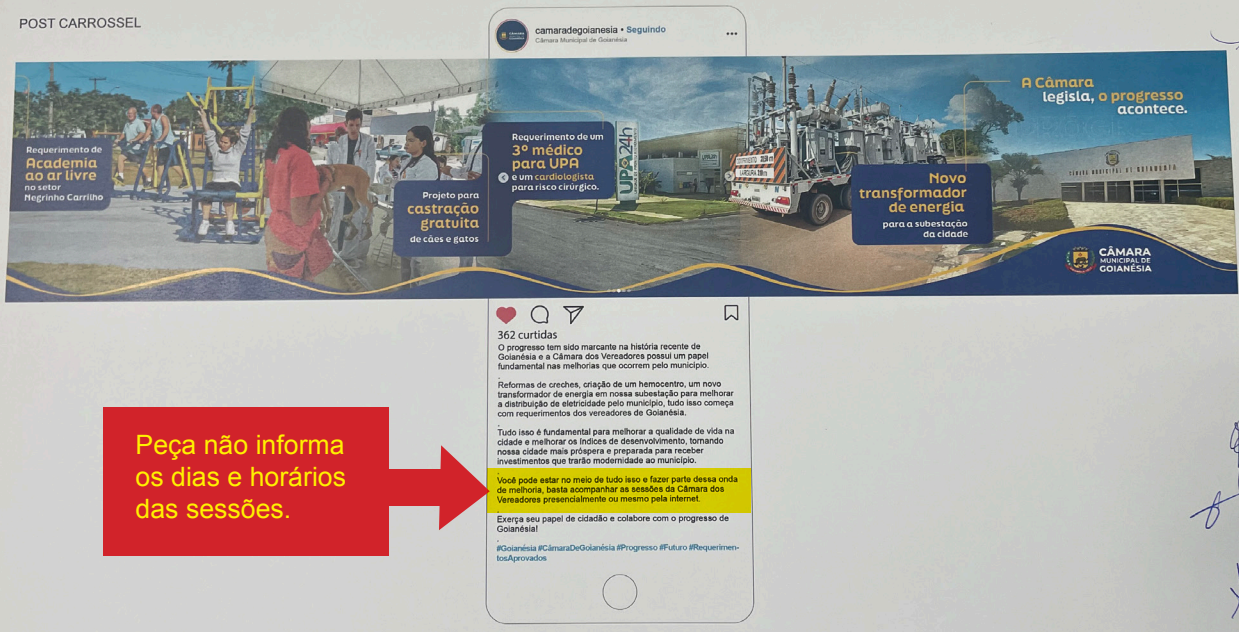 POST CARROSSEL
camaradegoianesia • Seguindo
Câmara Municipal de Goianésia
Requerimento de
Academia
ao ar livre
no setor
Negrinho Carrilho
Projeto para
castração
gratuita
de cães e gatos
Requerimento de um
3º médico
para UPA
e um cardiologista
para risco cirúrgico.
UPA 24h
Novo
transformador
de energia
para a subestação
da cidade
A Câmara
legisla, o progresso
acontece.
CÂMARA MUNICIPAL DE GOIANÉSIA
CÂMARA
MUNICIPAL DE
GOIANÉSIA
362 curtidas
O progresso tem sido marcante na história recente de
Goianésia e a Câmara dos Vereadores possui um papel
fundamental nas melhorias que ocorrem pelo município.
.
Reformas de creches, criação de um hemocentro, um novo
transformador de energia em nossa subestação para melhorar
a distribuição de eletricidade pelo município, tudo isso começa
com requerimentos dos vereadores de Goianésia.
.
Tudo isso é fundamental para melhorar a qualidade de vida na
cidade e melhorar os índices de desenvolvimento, tornando
nossa cidade mais próspera e preparada para receber
investimentos que trarão modernidade ao município.
.
Você pode estar no meio de tudo isso e fazer parte dessa onda
de melhoria, basta acompanhar as sessões da Câmara dos
Vereadores presencialmente ou mesmo pela internet.
.
Exerça seu papel de cidadão e colabore com o progresso de
Goianésia!
.
#Goianésia #CâmaraDeGoianésia #Progresso #Futuro #Requerimen-
tosAprovados
Peça não informa
os dias e horários
das sessões.